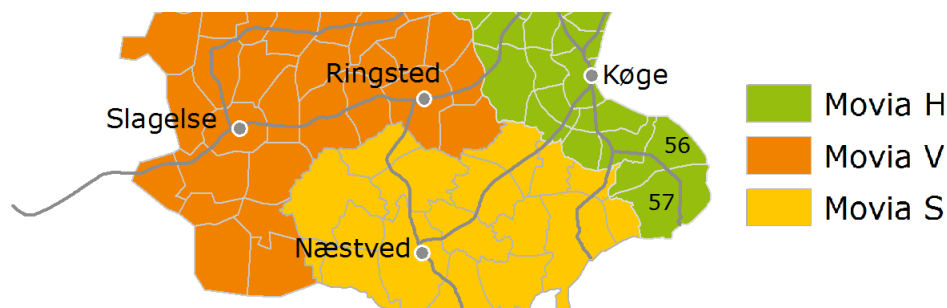 Ringsted
Køge
Slagelse
Næstved
56
57
Movia H
Movia V
Movia S